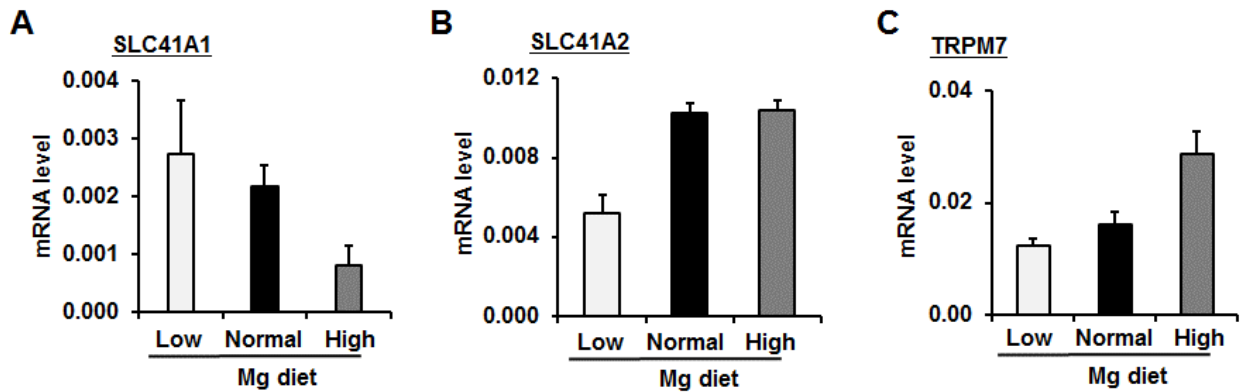 A
SLC41A1
mRNA level
0.004
0.003
0.002
0.001
0.000
Low Normal High
Mg diet
B
SLC41A2
mRNA level
0.012
0.008
0.004
0.000
Low Normal High
Mg diet
C
TRPM7
mRNA level
0.04
0.02
0.00
Low Normal High
Mg diet